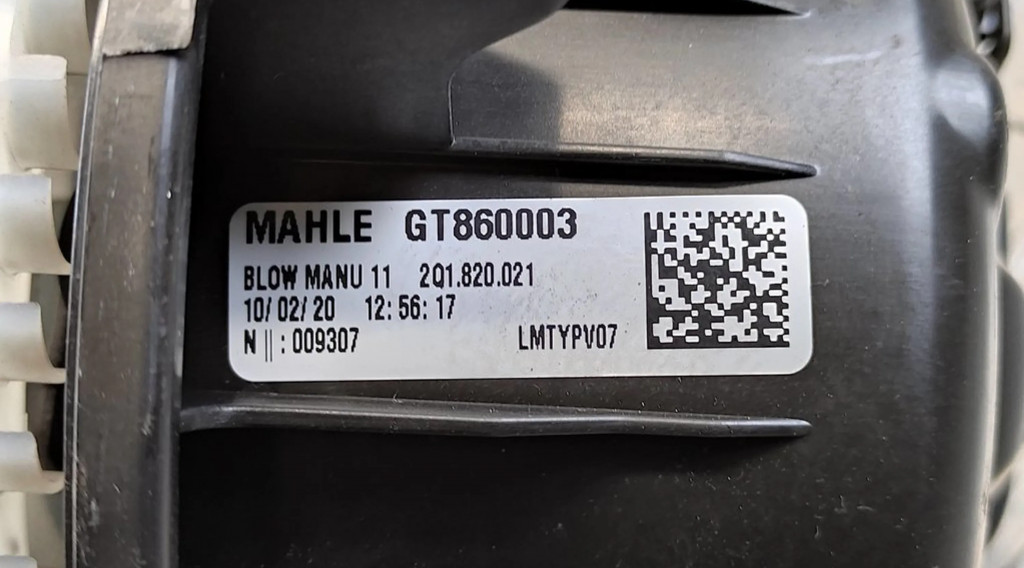 MAHLE GT860003
BLOW MANU 11 2Q1.820.021
10/02/20 12:56:17
N || : 009307 LMTYPV07